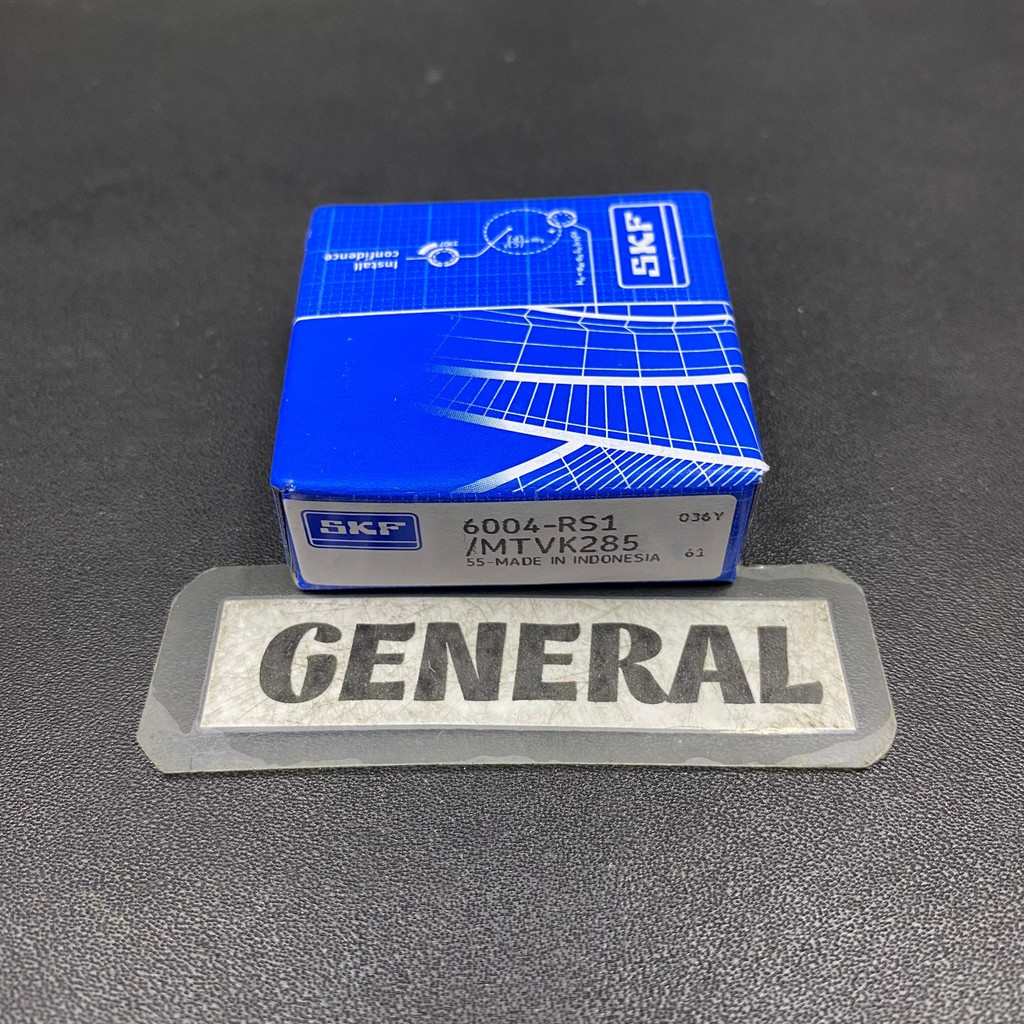 SKF
Install
confidence
SKF
6004-RS1
/MTVK285
55-MADE IN INDONESIA
036Y
61
GENERAL